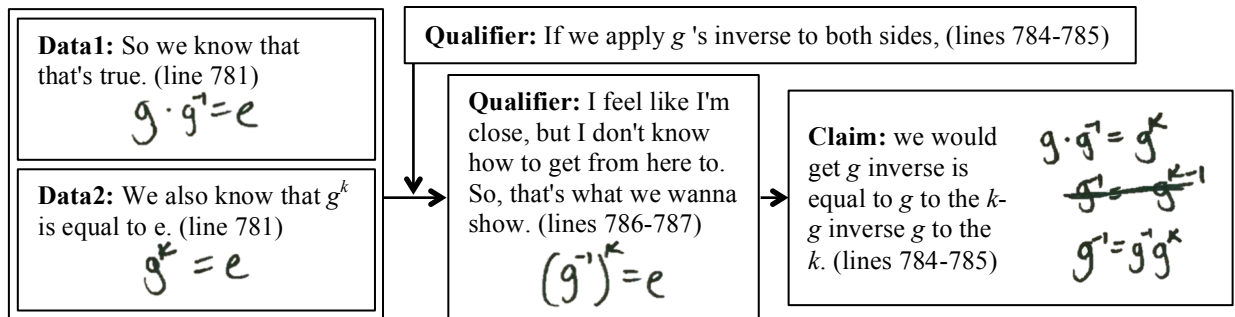 Data1: So we know that
that's true. (line 781)
g · g⁻¹ = e
Data2: We also know that gᵏ
is equal to e. (line 781)
gᵏ = e
Qualifier: If we apply g 's inverse to both sides, (lines 784-785)
Qualifier: I feel like I'm
close, but I don't know
how to get from here to.
So, that's what we wanna
show. (lines 786-787)
(g⁻¹)ᵏ = e
Claim: we would
get g inverse is
equal to g to the k-
g inverse g to the
k. (lines 784-785)
g · g⁻¹ = gᵏ
g⁻¹ = gᵏ⁻¹
g⁻¹ = g⁻¹gᵏ